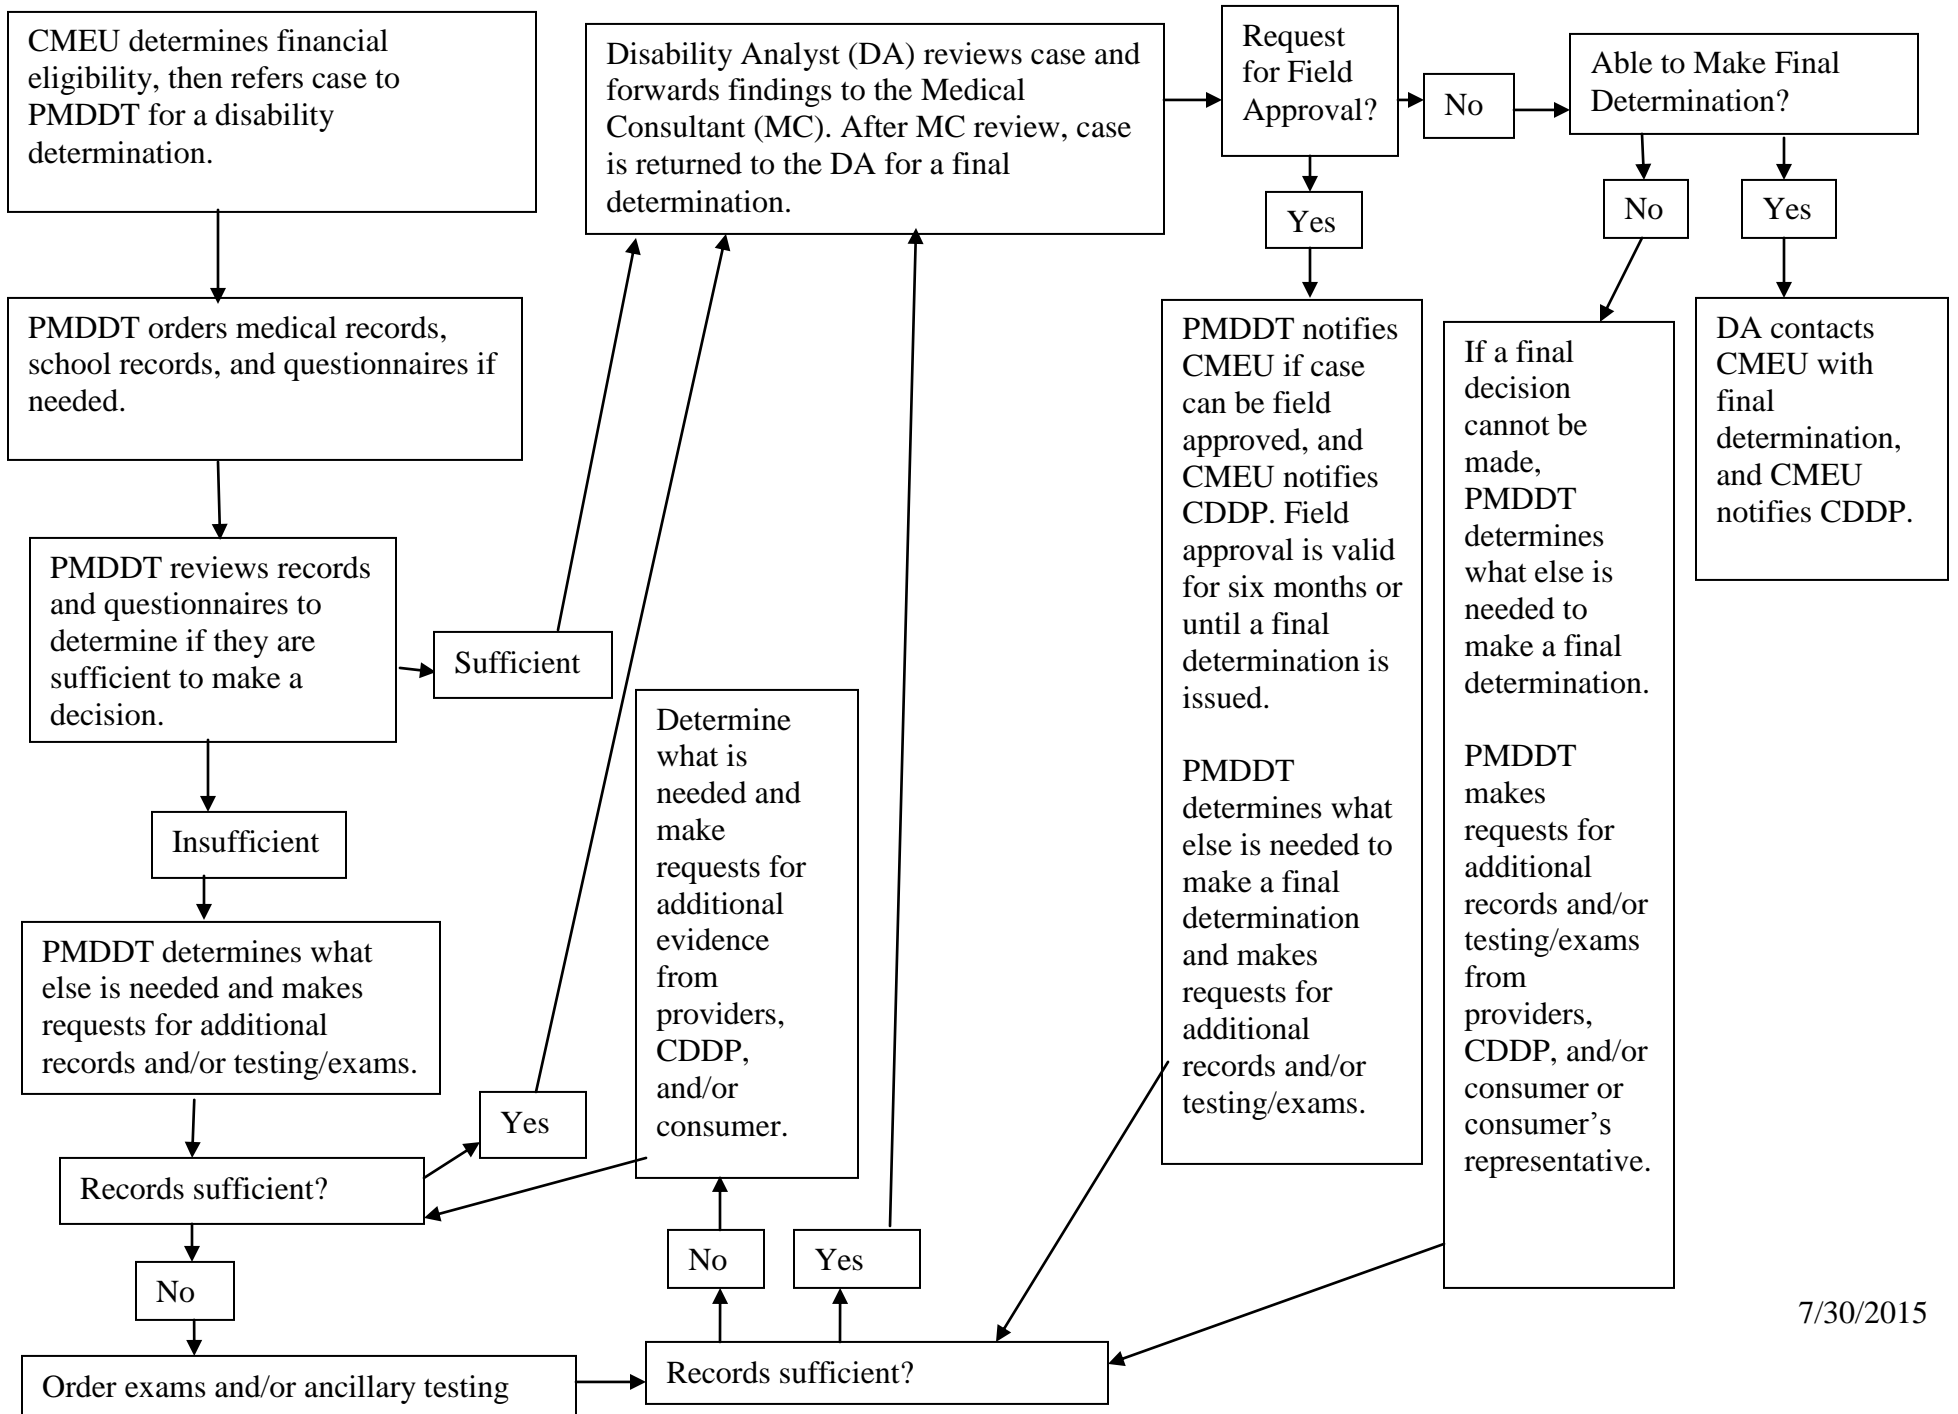 CMEU determines financial
eligibility, then refers case to
PMDDT for a disability
determination.
PMDDT orders medical records,
school records, and questionnaires if
needed.
PMDDT reviews records
and questionnaires to
determine if they are
sufficient to make a
decision.
Sufficient
Insufficient
PMDDT determines what
else is needed and makes
requests for additional
records and/or testing/exams.
Records sufficient?
Yes
No
Order exams and/or ancillary testing
Disability Analyst (DA) reviews case and
forwards findings to the Medical
Consultant (MC). After MC review, case
is returned to the DA for a final
determination.
Determine
what is
needed and
make
requests for
additional
evidence
from
providers,
CDDP,
and/or
consumer.
No
Yes
Records sufficient?
Request
for Field
Approval?
No
Yes
PMDDT notifies
CMEU if case
can be field
approved, and
CMEU notifies
CDDP. Field
approval is valid
for six months or
until a final
determination is
issued.
PMDDT
determines what
else is needed to
make a final
determination
and makes
requests for
additional
records and/or
testing/exams.
Able to Make Final
Determination?
No
Yes
If a final
decision
cannot be
made,
PMDDT
determines
what else is
needed to
make a final
determination.
PMDDT
makes
requests for
additional
records and/or
testing/exams
from
providers,
CDDP, and/or
consumer or
consumer’s
representative.
DA contacts
CMEU with
final
determination,
and CMEU
notifies CDDP.
7/30/2015